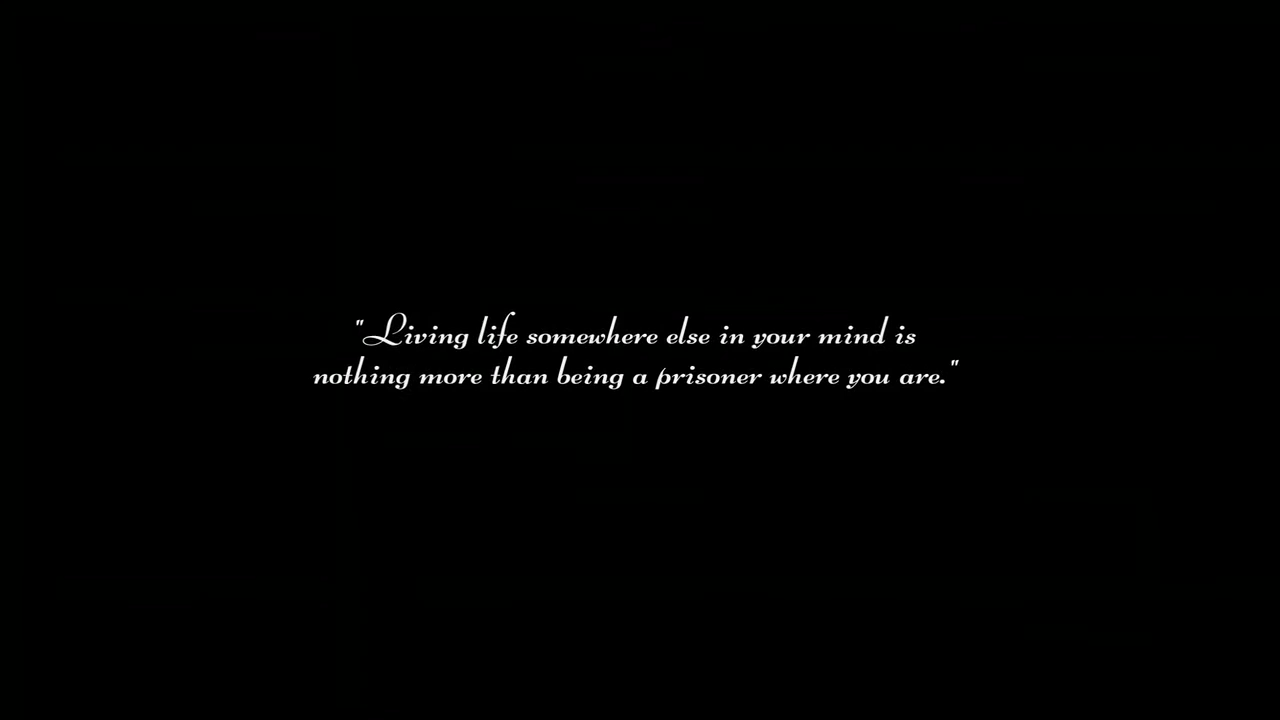 "Living life somewhere else in your mind is
nothing more than being a prisoner where you are."